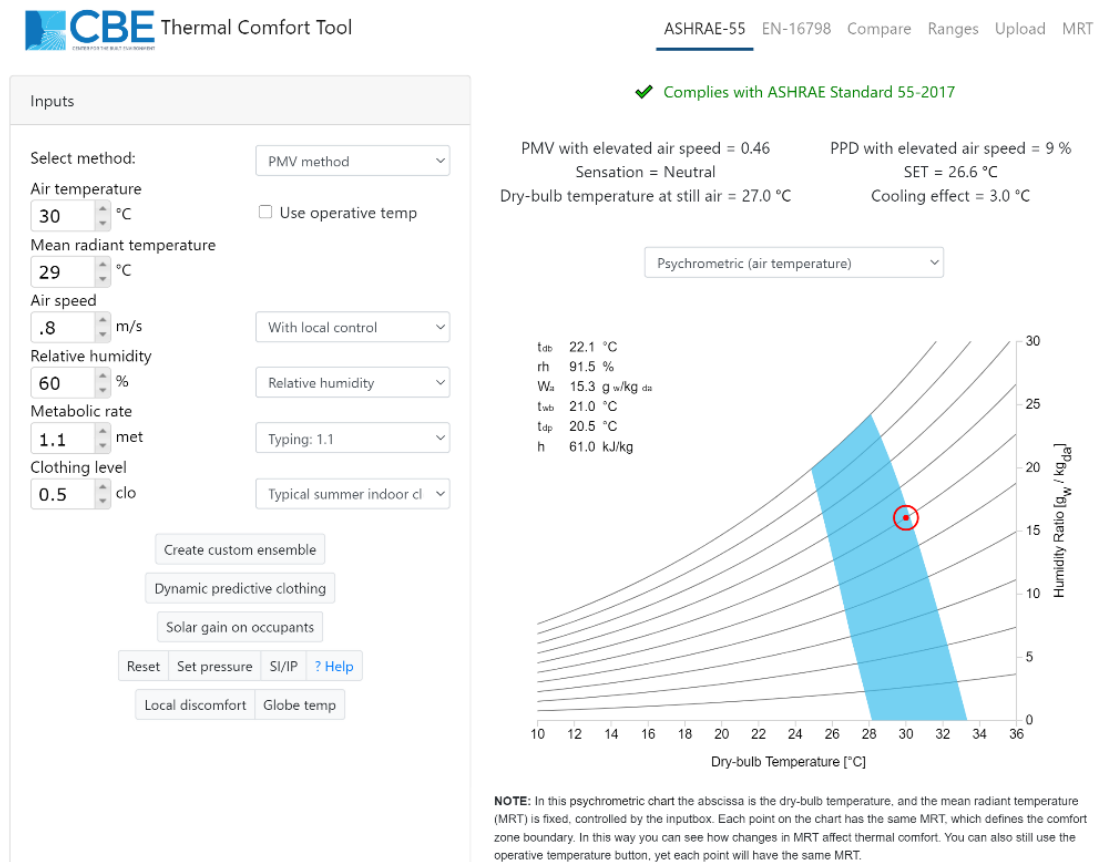 CBE Thermal Comfort Tool
CENTER FOR THE BUILT ENVIRONMENT
ASHRAE-55 EN-16798 Compare Ranges Upload MRT
Inputs
Select method:
PMV method
Air temperature
30 °C
Use operative temp
Mean radiant temperature
29 °C
Air speed
.8 m/s
With local control
Relative humidity
60 %
Relative humidity
Metabolic rate
1.1 met
Typing: 1.1
Clothing level
0.5 clo
Typical summer indoor cl
Create custom ensemble
Dynamic predictive clothing
Solar gain on occupants
Reset Set pressure SI/IP ? Help
Local discomfort Globe temp
Complies with ASHRAE Standard 55-2017
PMV with elevated air speed = 0.46
Sensation = Neutral
Dry-bulb temperature at still air = 27.0 °C
PPD with elevated air speed = 9 %
SET = 26.6 °C
Cooling effect = 3.0 °C
Psychrometric (air temperature)
tdb 22.1 °C
rh 91.5 %
Wa 15.3 g w/kg da
twb 21.0 °C
tdp 20.5 °C
h 61.0 kJ/kg
30
25
20
15
10
5
0
Humidity Ratio [gw / kgda]
10 12 14 16 18 20 22 24 26 28 30 32 34 36
Dry-bulb Temperature [°C]
NOTE: In this psychrometric chart the abscissa is the dry-bulb temperature, and the mean radiant temperature
(MRT) is fixed, controlled by the inputbox. Each point on the chart has the same MRT, which defines the comfort
zone boundary. In this way you can see how changes in MRT affect thermal comfort. You can also still use the
operative temperature button, yet each point will have the same MRT.